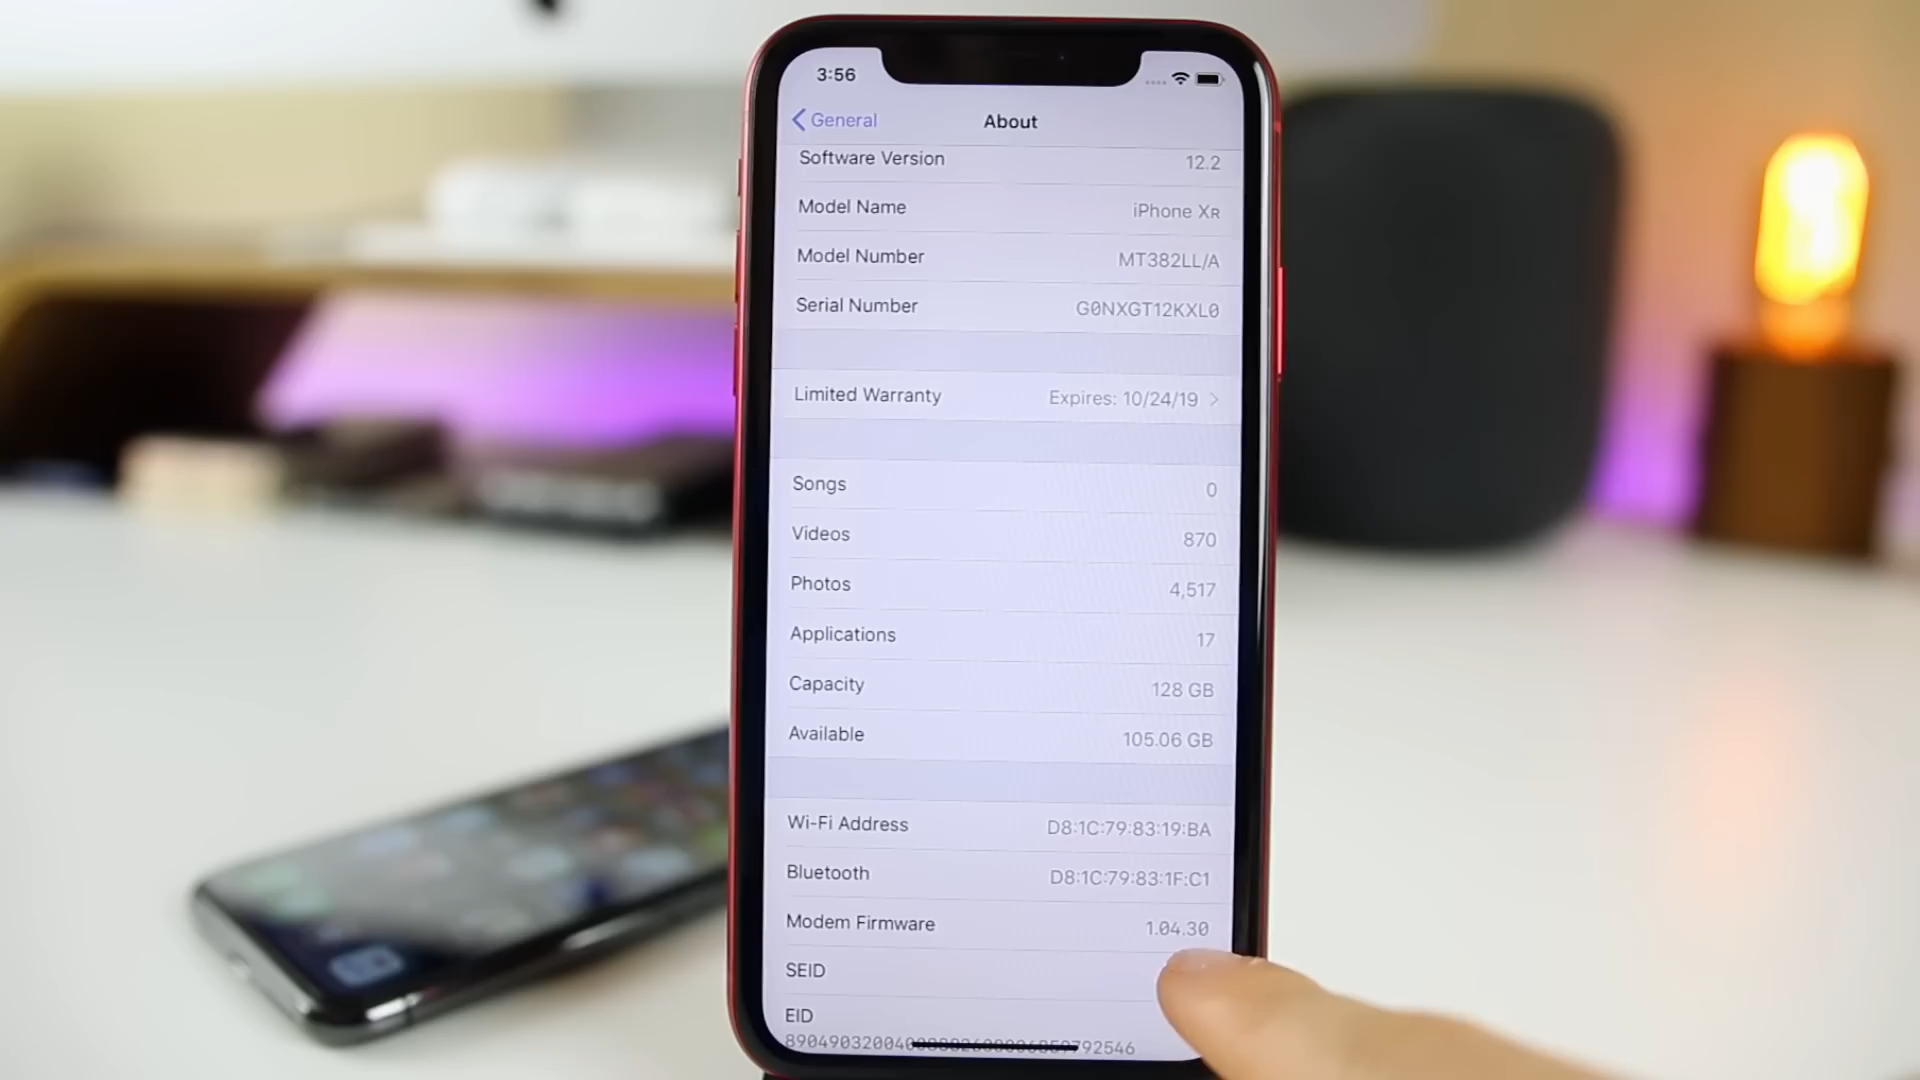 3:56
General
About
Software Version 12.2
Model Name iPhone XR
Model Number MT382LL/A
Serial Number G0NXGT12KXL0
Limited Warranty Expires: 10/24/19
Songs 0
Videos 870
Photos 4,517
Applications 17
Capacity 128 GB
Available 105.06 GB
Wi-Fi Address D8:1C:79:83:19:BA
Bluetooth D8:1C:79:83:1F:C1
Modem Firmware 1.04.30
SEID
EID